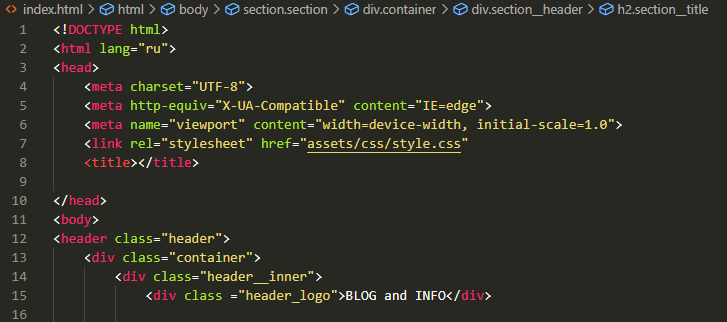 index.html > html > body > section.section > div.container > div.section__header > h2.section__title
1 <!DOCTYPE html>
2 <html lang="ru">
3 <head>
4 <meta charset="UTF-8">
5 <meta http-equiv="X-UA-Compatible" content="IE=edge">
6 <meta name="viewport" content="width=device-width, initial-scale=1.0">
7 <link rel="stylesheet" href="assets/css/style.css"
8 <title></title>
9
10 </head>
11 <body>
12 <header class="header">
13 <div class="container">
14 <div class="header__inner">
15 <div class ="header_logo">BLOG and INFO</div>
16